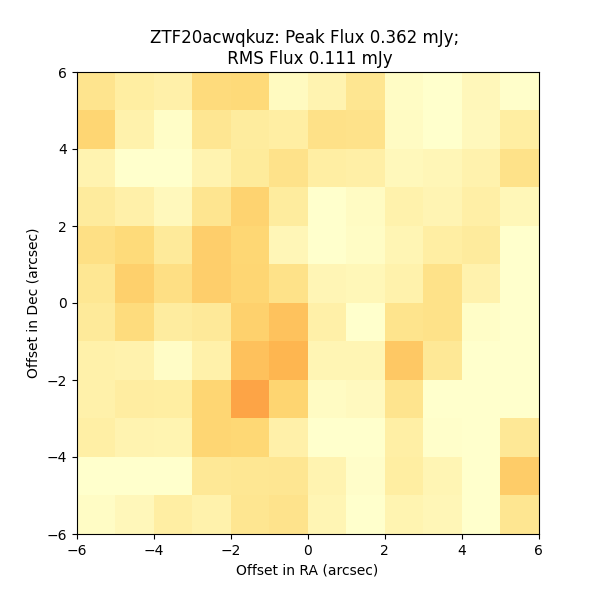 ZTF20acwqkuz: Peak Flux 0.362 mJy;
RMS Flux 0.111 mJy
6
4
2
0
−2
−4
−6
Offset in Dec (arcsec)
−6 −4 −2 0 2 4 6
Offset in RA (arcsec)